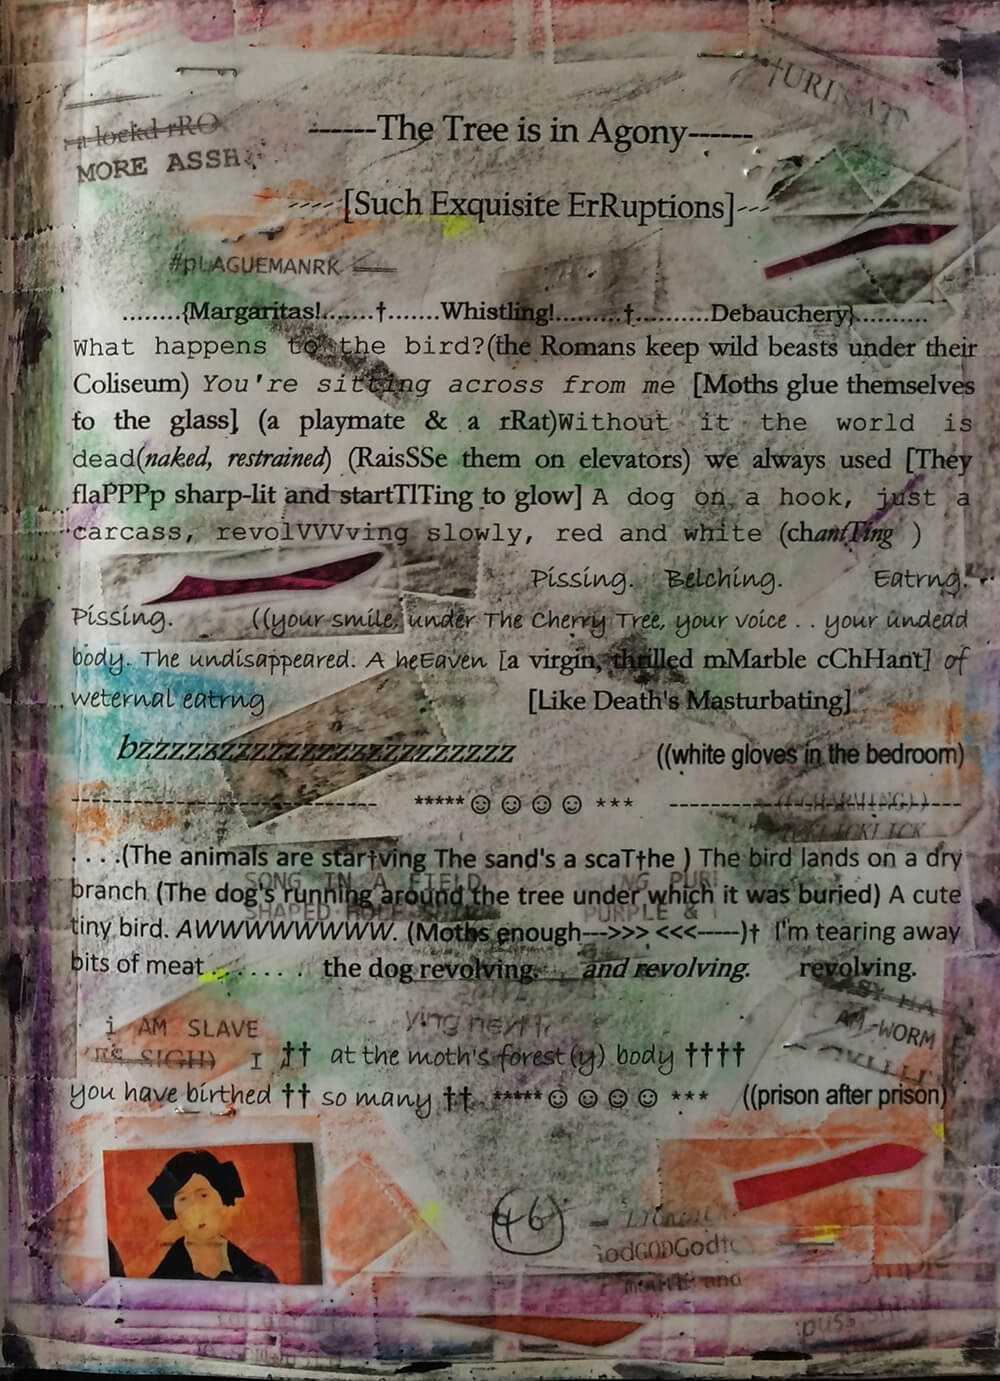 †URINAT
a lockd rRO
MORE ASSH
------The Tree is in Agony------
----[Such Exquisite ErRuptions]---
#pLAGUEMANRK
........{Margaritas!.......†.......Whistling!.........†..........Debauchery}..........
What happens to the bird?(the Romans keep wild beasts under their
Coliseum) You're sitting across from me [Moths glue themselves
to the glass] (a playmate & a rRat)Without it the world is
dead(naked, restrained) (RaisSSe them on elevators) we always used [They
flaPPPp sharp-lit and startTlTing to glow] A dog on a hook, just a
carcass, revolVVVving slowly, red and white (chantTing )
Pissing. Belching. Eatrng.
Pissing. ((your smile, under The Cherry Tree, your voice . . your undead
body. The undisappeared. A heEaven [a virgin, thrilled mMarble cChHant] of
weternal eatrng [Like Death's Masturbating]
bzzzzzzzzzzzzzzzzzzzzzzzzzz ((white gloves in the bedroom)
-------------------------------- *****☺☺☺☺*** -------------------------------
. . . .(The animals are star†ving The sand's a scaT†he ) The bird lands on a dry
SONG IN A FIELD
branch (The dog's running around the tree under which it was buried) A cute
SHAPED HOLE PURPLE &
tiny bird. AWWWWWWWWW. (Moths enough--->>> <<<-----)† I'm tearing away
bits of meat . . . . . . the dog revolving. and revolving. revolving.
i AM SLAVE ying next
AM-WORM
SIGH) I †† at the moth's forest (y) body ††††
you have birthed †† so many †† *****☺☺☺☺*** ((prison after prison)
46
GodGODGod
and